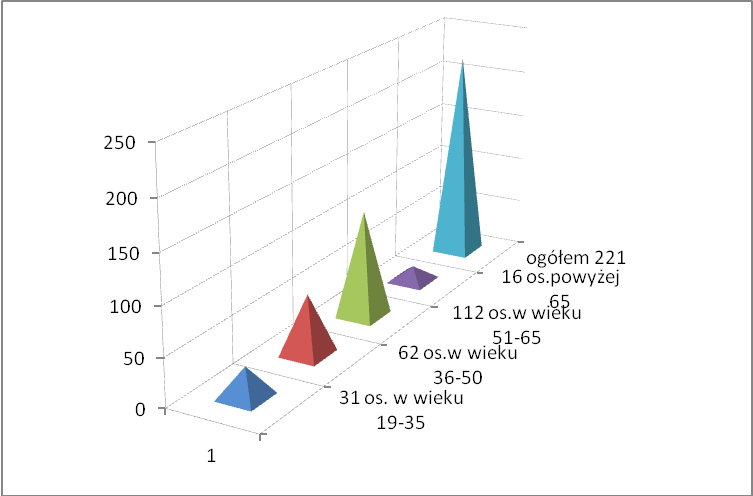 250
200
150
100
50
0
1
ogółem 221
16 os.powyżej
65
112 os.w wieku
51-65
62 os.w wieku
36-50
31 os. w wieku
19-35